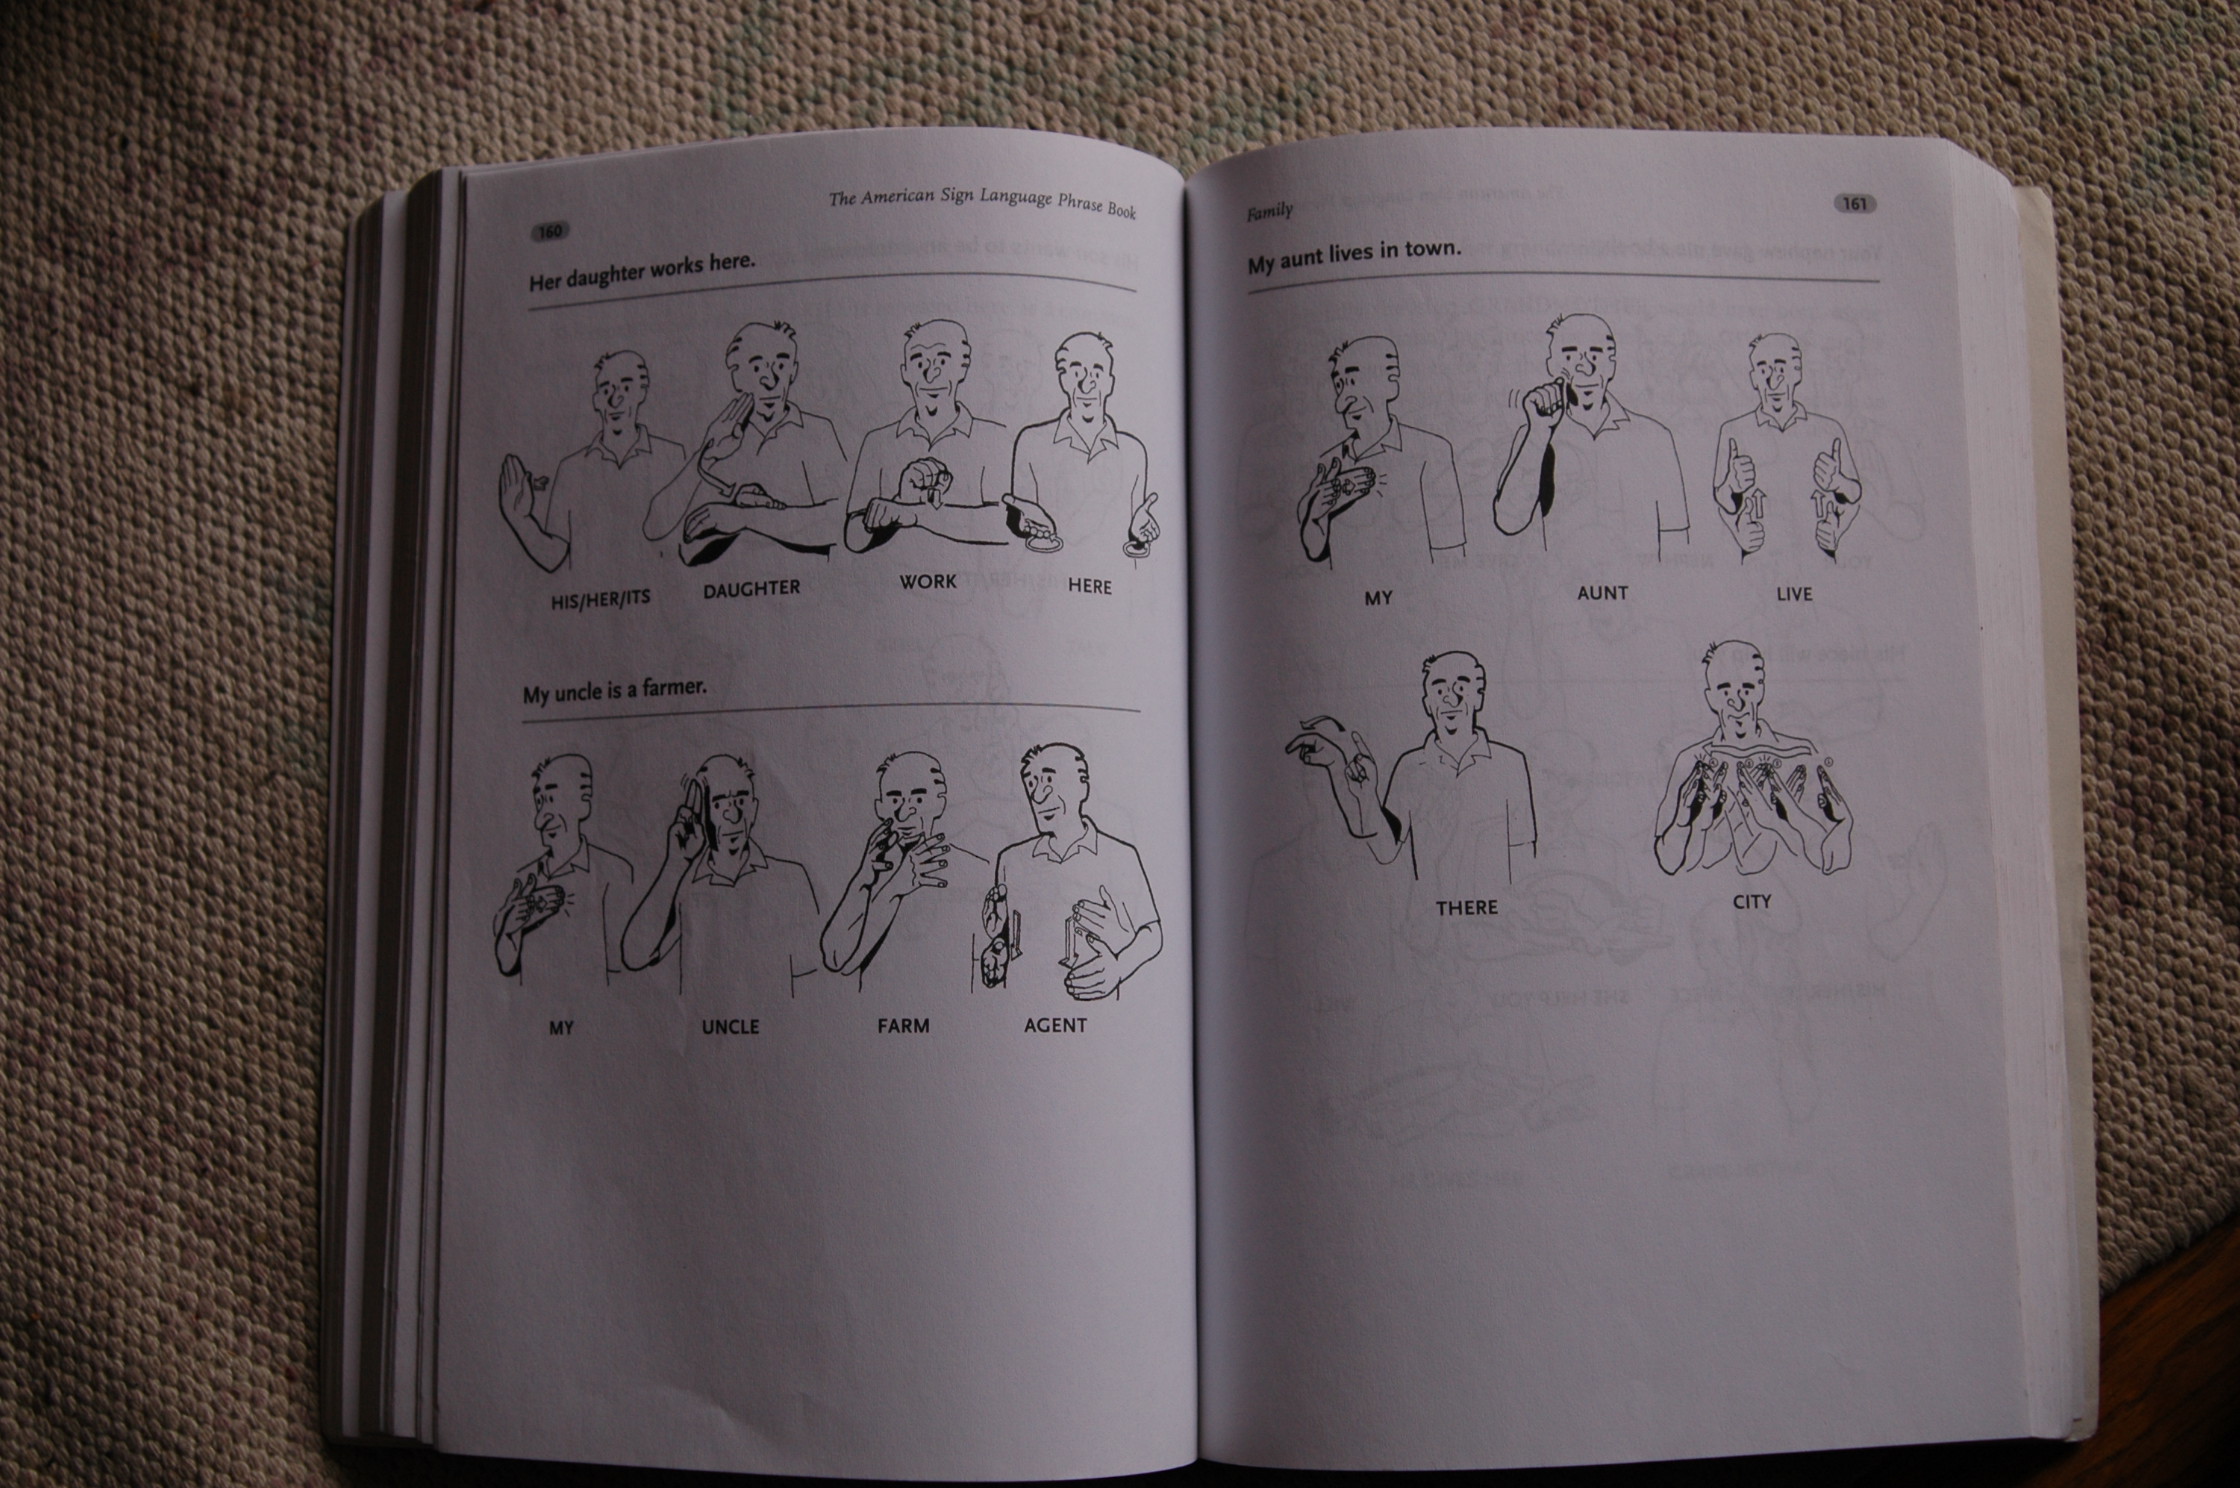 The American Sign Language Phrase Book
160
Her daughter works here.
HIS/HER/ITS DAUGHTER WORK HERE
My uncle is a farmer.
MY UNCLE FARM AGENT
Family 161
My aunt lives in town.
MY AUNT LIVE
THERE CITY